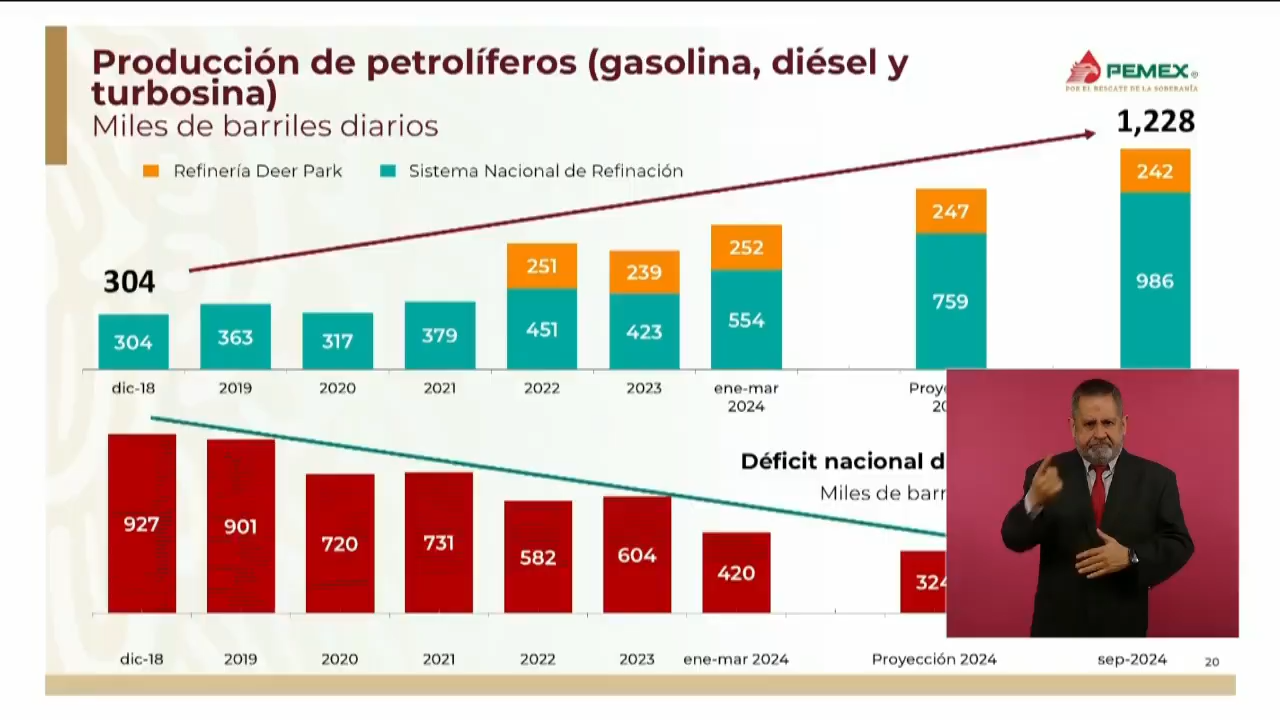 Producción de petrolíferos (gasolina, diésel y
turbosina)
Miles de barriles diarios
PEMEX®
POR EL RESCATE DE LA SOBERANÍA
1,228
Refinería Deer Park
Sistema Nacional de Refinación
304
304
363
317
379
251
451
239
423
252
554
247
759
242
986
dic-18
2019
2020
2021
2022
2023
ene-mar
2024
Déficit nacional
Miles de
927
901
720
731
582
604
420
324
dic-18
2019
2020
2021
2022
2023
ene-mar 2024
Proyección 2024
sep-2024
20